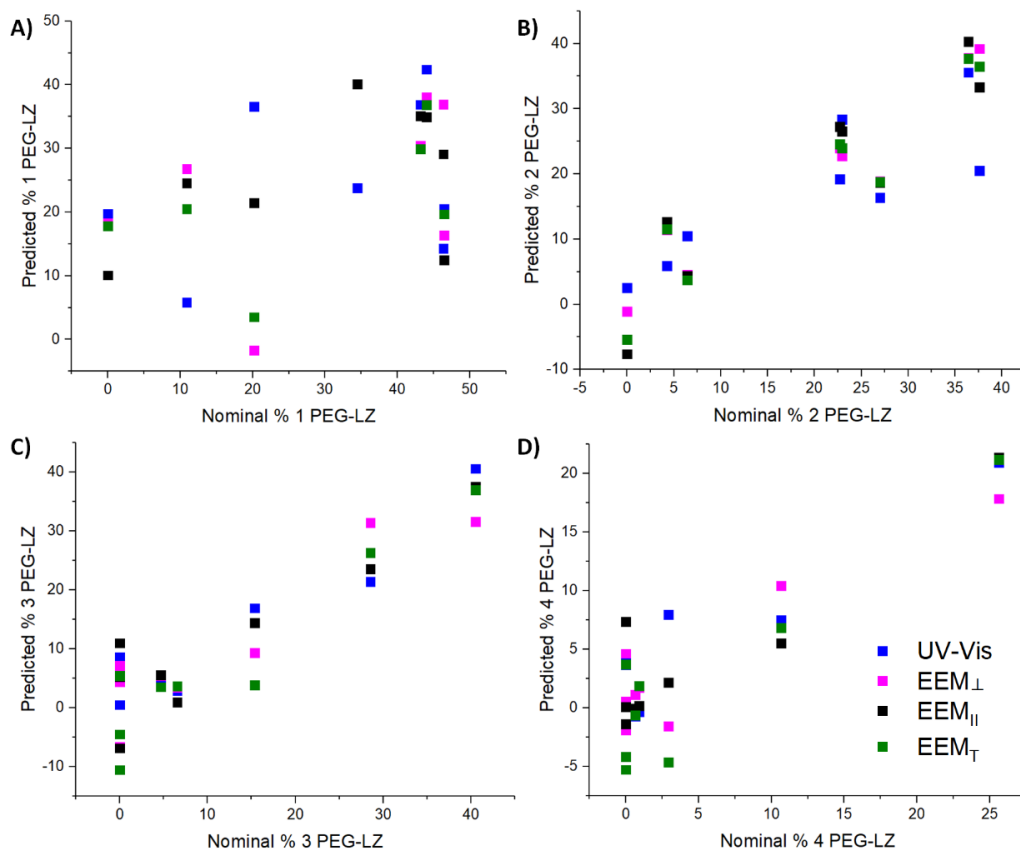 A)
Predicted % 1 PEG-LZ
50
40
30
20
10
0
0 10 20 30 40 50
Nominal % 1 PEG-LZ
B)
Predicted % 2 PEG-LZ
40
30
20
10
0
-10
-5 0 5 10 15 20 25 30 35 40
Nominal % 2 PEG-LZ
C)
Predicted % 3 PEG-LZ
40
30
20
10
0
-10
0 10 20 30 40
Nominal % 3 PEG-LZ
D)
Predicted % 4 PEG-LZ
20
15
10
5
0
-5
0 5 10 15 20 25
Nominal % 4 PEG-LZ
UV-Vis
EEM⊥
EEM||
EEMT